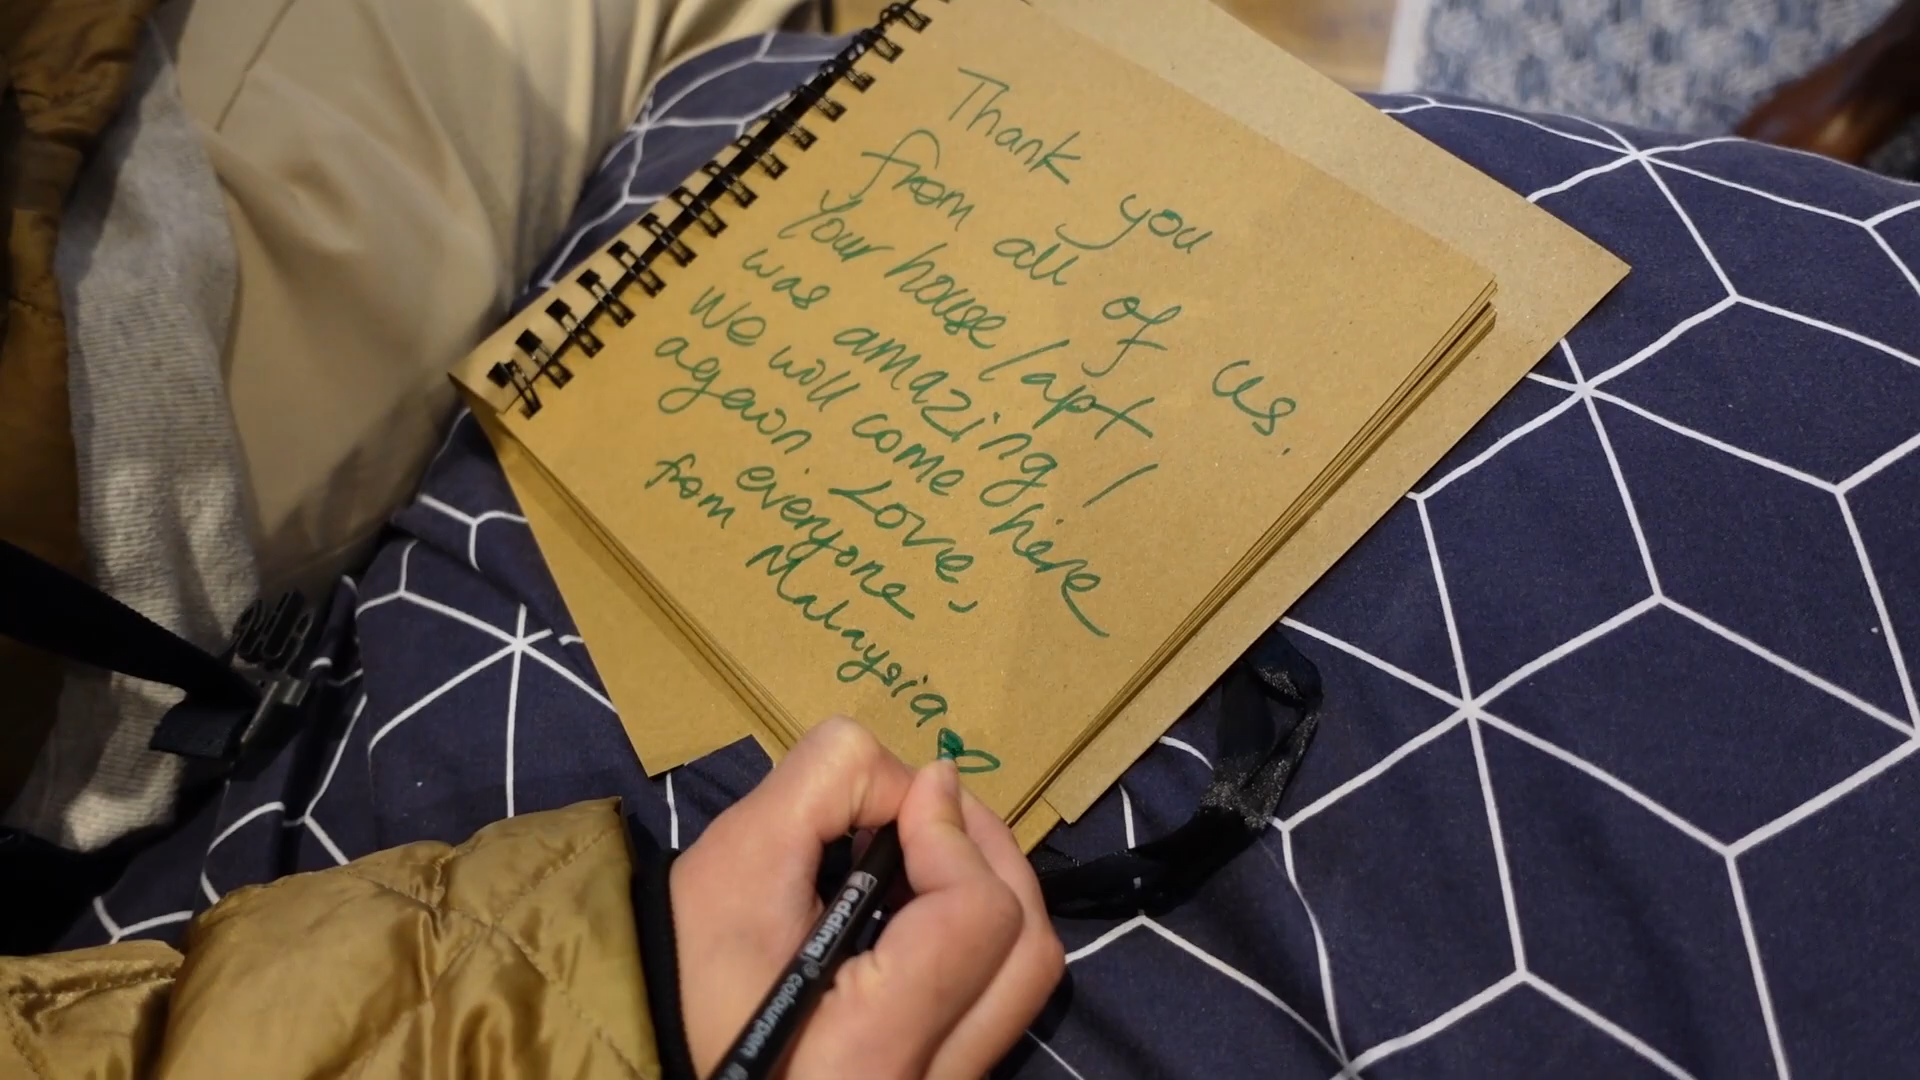 Thank you
from all of us.
Your house/apt
was amazing!
We will come here
again. Love,
everyone
from Malaysia
edding® colourpen